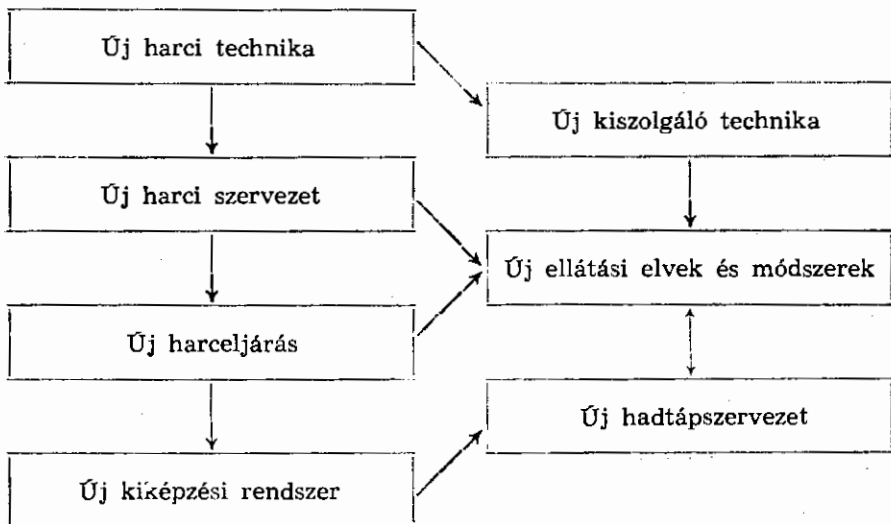 Új harci technika
Új kiszolgáló technika
Új harci szervezet
Új ellátási elvek és módszerek
Új harceljárás
Új hadtápszervezet
Új kiképzési rendszer